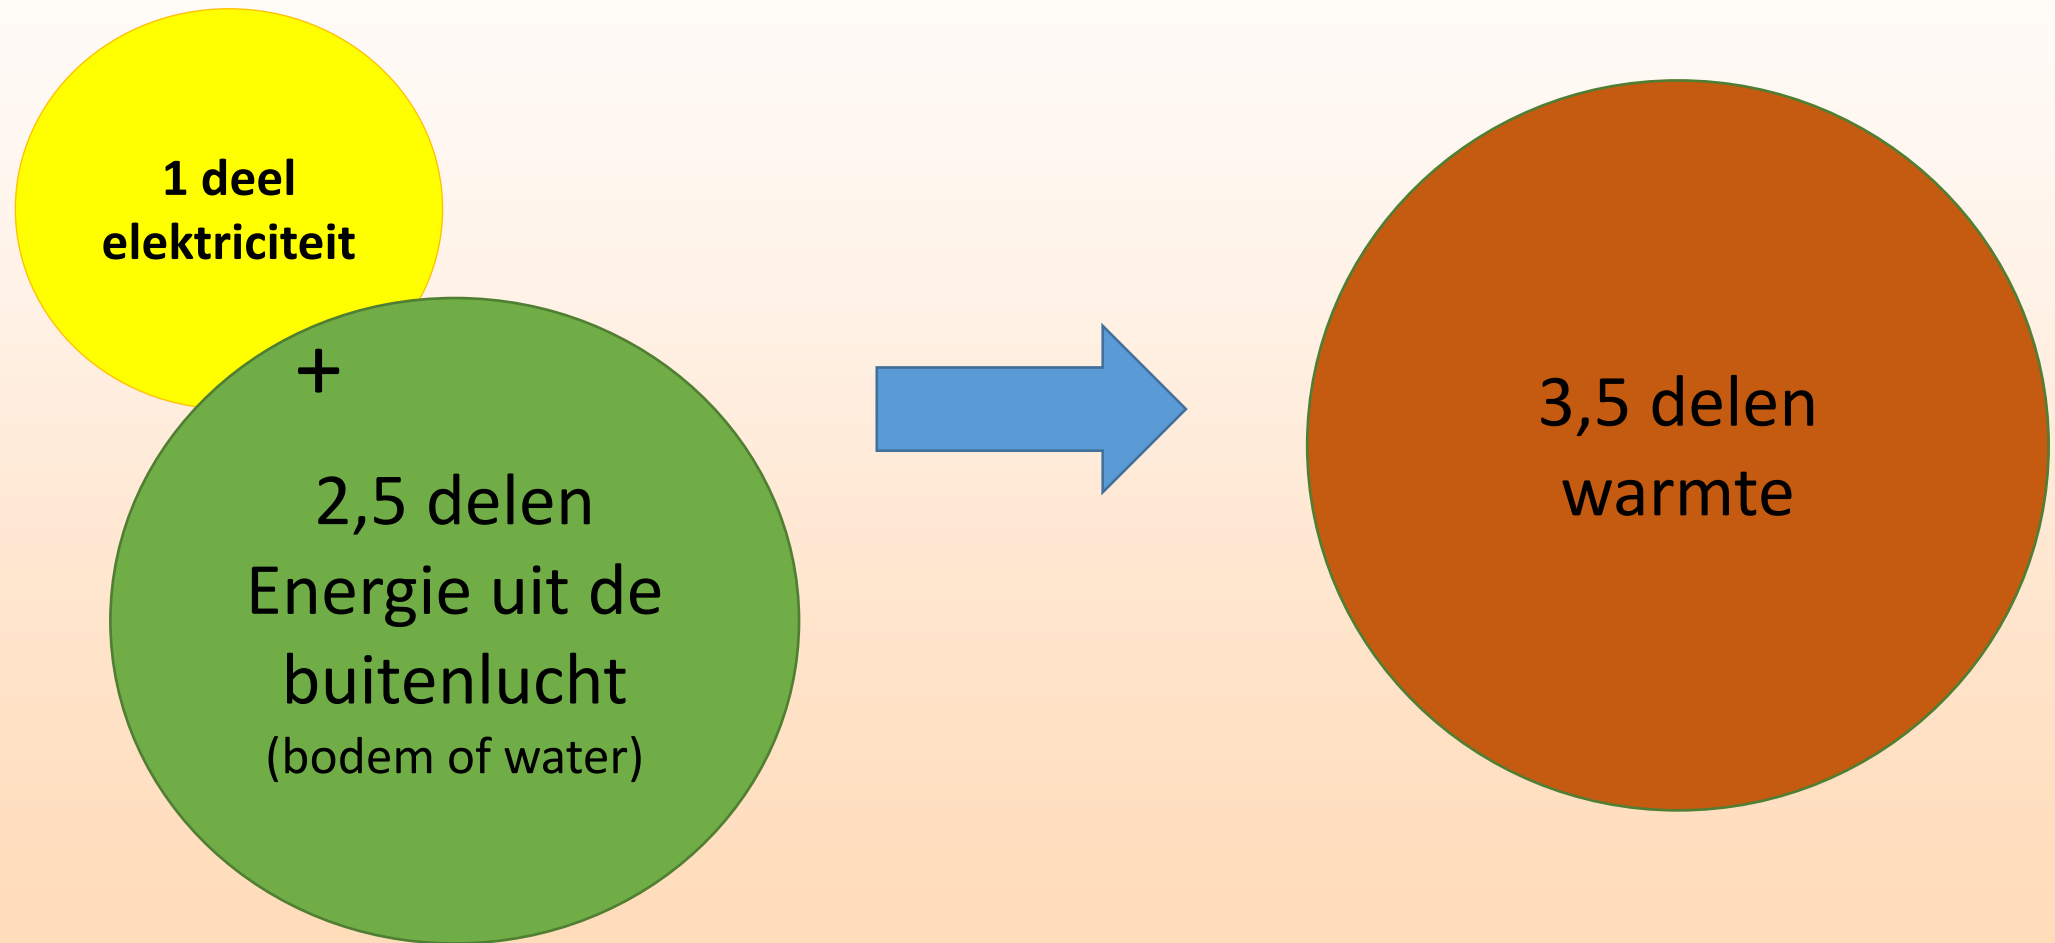 1 deel
elektriciteit
+
2,5 delen
Energie uit de
buitenlucht
(bodem of water)
3,5 delen
warmte